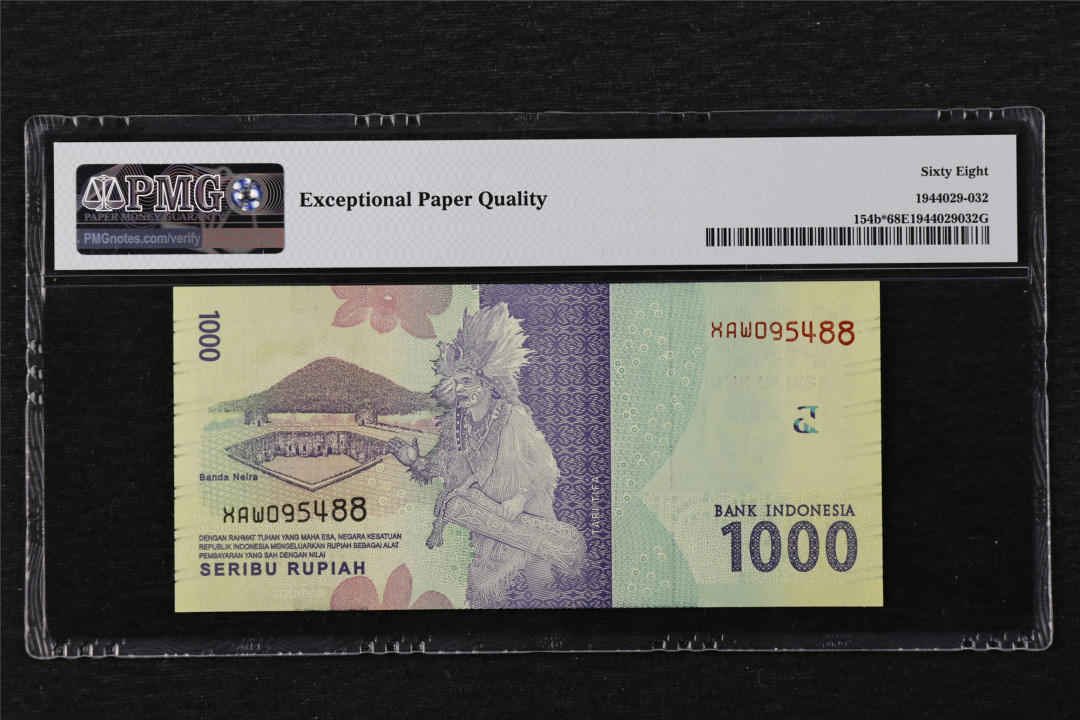 PMG
PAPER MONEY GUARANTY
PMGnotes.com/verify
Exceptional Paper Quality
Sixty Eight
1944029-032
154b*68E1944029032G
1000
XAW095488
Banda Neira
XAW095488
DENGAN RAHMAT TUHAN YANG MAHA ESA, NEGARA KESATUAN
REPUBLIK INDONESIA MENGELUARKAN RUPIAH SEBAGAI ALAT
PEMBAYARAN YANG SAH DENGAN NILAI
SERIBU RUPIAH
TARI TIFA
BANK INDONESIA
1000